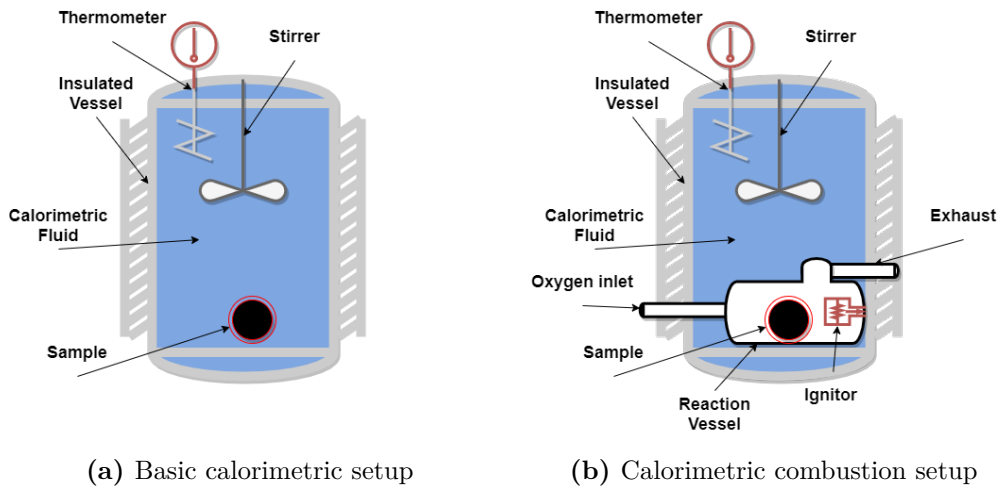 Thermometer
Stirrer
Insulated
Vessel
Calorimetric
Fluid
Sample
(a) Basic calorimetric setup
Thermometer
Stirrer
Insulated
Vessel
Calorimetric
Fluid
Exhaust
Oxygen inlet
Sample
Ignitor
Reaction
Vessel
(b) Calorimetric combustion setup